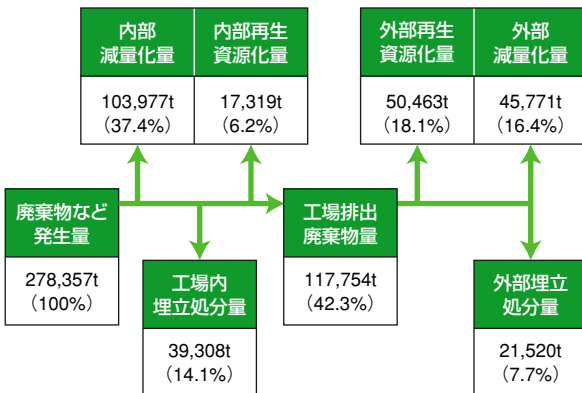 内部
減量化量
103,977t
（37.4%）
内部再生
資源化量
17,319t
（6.2%）
外部再生
資源化量
50,463t
（18.1%）
外部
減量化量
45,771t
（16.4%）
廃棄物など
発生量
278,357t
（100%）
工場内
埋立処分量
39,308t
（14.1%）
工場排出
廃棄物量
117,754t
（42.3%）
外部埋立
処分量
21,520t
（7.7%）